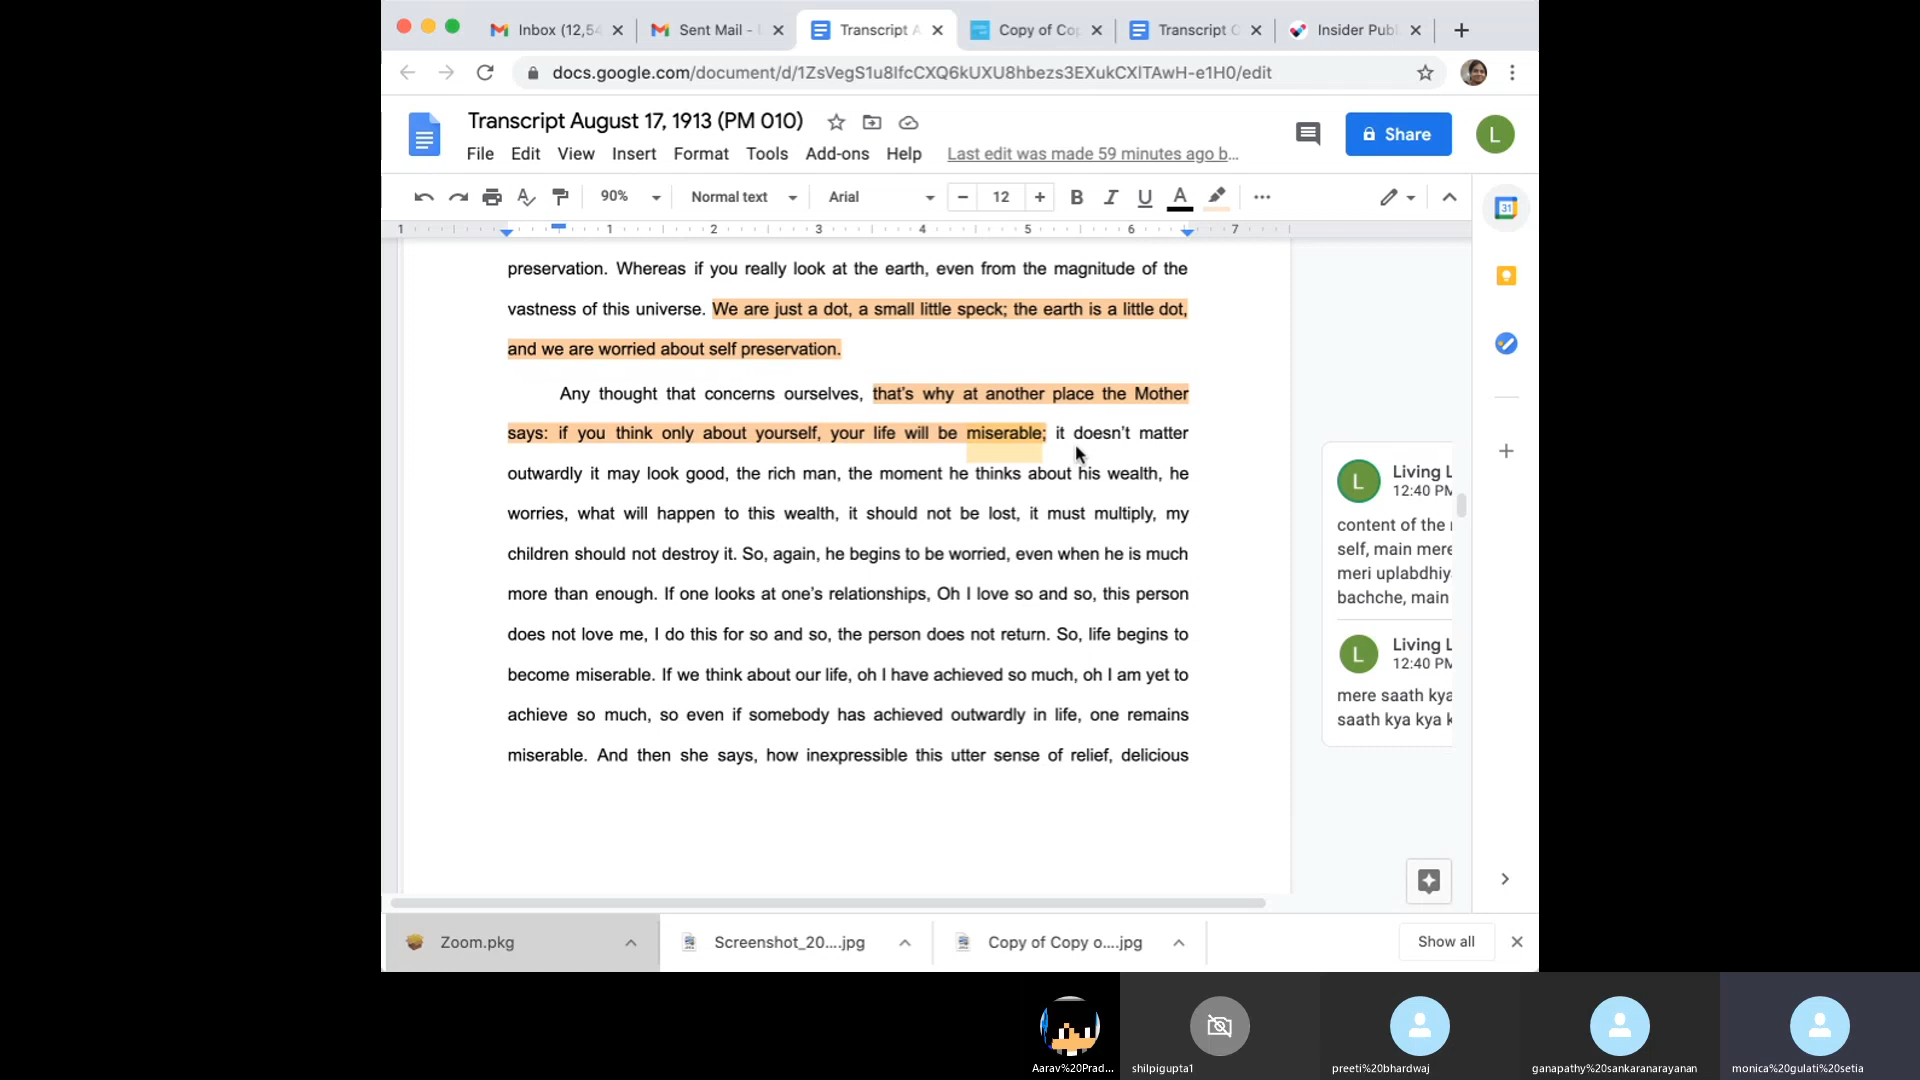 Inbox (12,54
Sent Mail -
Transcript A
Copy of Cop
Transcript O
Insider Publ
docs.google.com/document/d/1ZsVegS1u8IfcCXQ6kUXU8hbezs3EXukCXlTAwH-e1H0/edit
Transcript August 17, 1913 (PM 010)
Share
L
File Edit View Insert Format Tools Add-ons Help Last edit was made 59 minutes ago b...
90% Normal text Arial 12 B I U A
31
1 1 2 3 4 5 6 7
preservation. Whereas if you really look at the earth, even from the magnitude of the
vastness of this universe. We are just a dot, a small little speck; the earth is a little dot,
and we are worried about self preservation.
Any thought that concerns ourselves, that's why at another place the Mother
says: if you think only about yourself, your life will be miserable; it doesn't matter
outwardly it may look good, the rich man, the moment he thinks about his wealth, he
worries, what will happen to this wealth, it should not be lost, it must multiply, my
children should not destroy it. So, again, he begins to be worried, even when he is much
more than enough. If one looks at one's relationships, Oh I love so and so, this person
does not love me, I do this for so and so, the person does not return. So, life begins to
become miserable. If we think about our life, oh I have achieved so much, oh I am yet to
achieve so much, so even if somebody has achieved outwardly in life, one remains
miserable. And then she says, how inexpressible this utter sense of relief, delicious
L
Living L
12:40 PM
content of the
self, main mere
meri uplabdhiy
bachche, main
L
Living L
12:40 PM
mere saath kya
saath kya kya k
Zoom.pkg
Screenshot_20....jpg
Copy of Copy o....jpg
Show all
Aarav%20Prad...
shilpigupta1
preeti%20bhardwaj
ganapathy%20sankaranarayanan
monica%20gulati%20setia